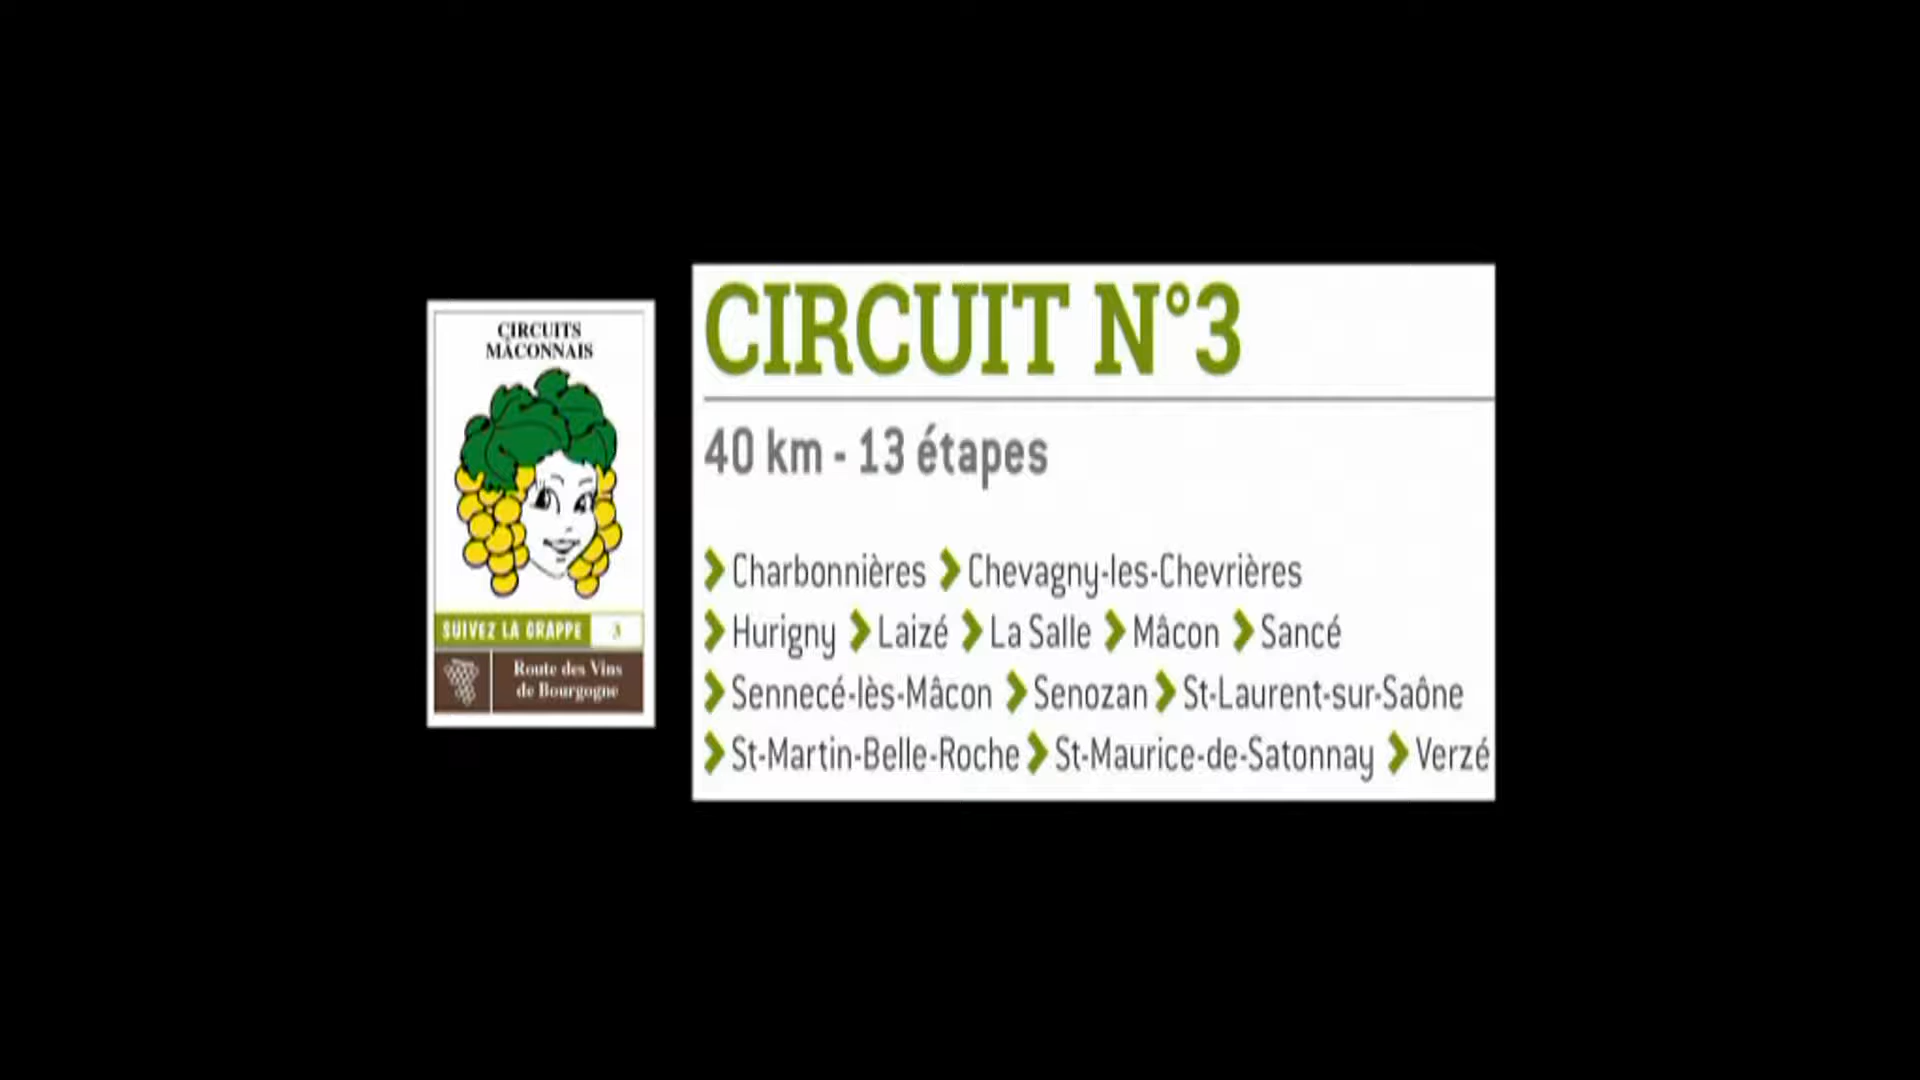 CIRCUITS
MÂCONNAIS
SUIVEZ LA GRAPPE 3
Route des Vins
de Bourgogne
CIRCUIT N°3
40 km - 13 étapes
Charbonnières Chevagny-les-Chevrières
Hurigny Laizé La Salle Mâcon Sancé
Sennecé-lès-Mâcon Senozan St-Laurent-sur-Saône
St-Martin-Belle-Roche St-Maurice-de-Satonnay Verzé